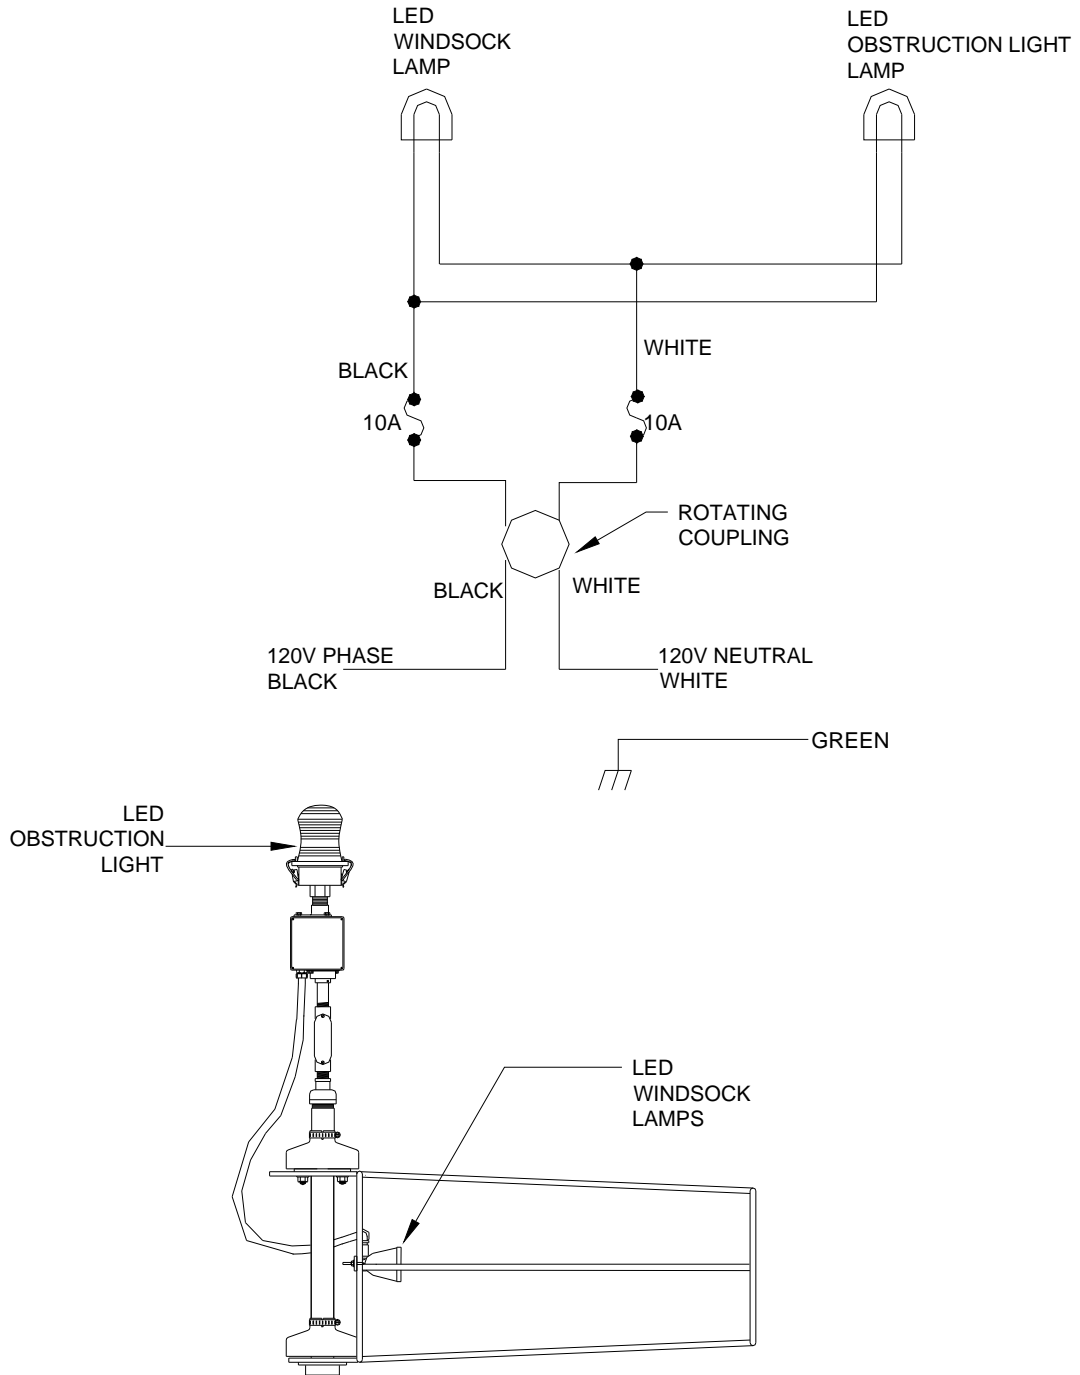 LED
WINDSOCK
LAMP
LED
OBSTRUCTION LIGHT
LAMP
BLACK
WHITE
10A
10A
ROTATING
COUPLING
BLACK
WHITE
120V PHASE
BLACK
120V NEUTRAL
WHITE
GREEN
LED
OBSTRUCTION
LIGHT
LED
WINDSOCK
LAMPS